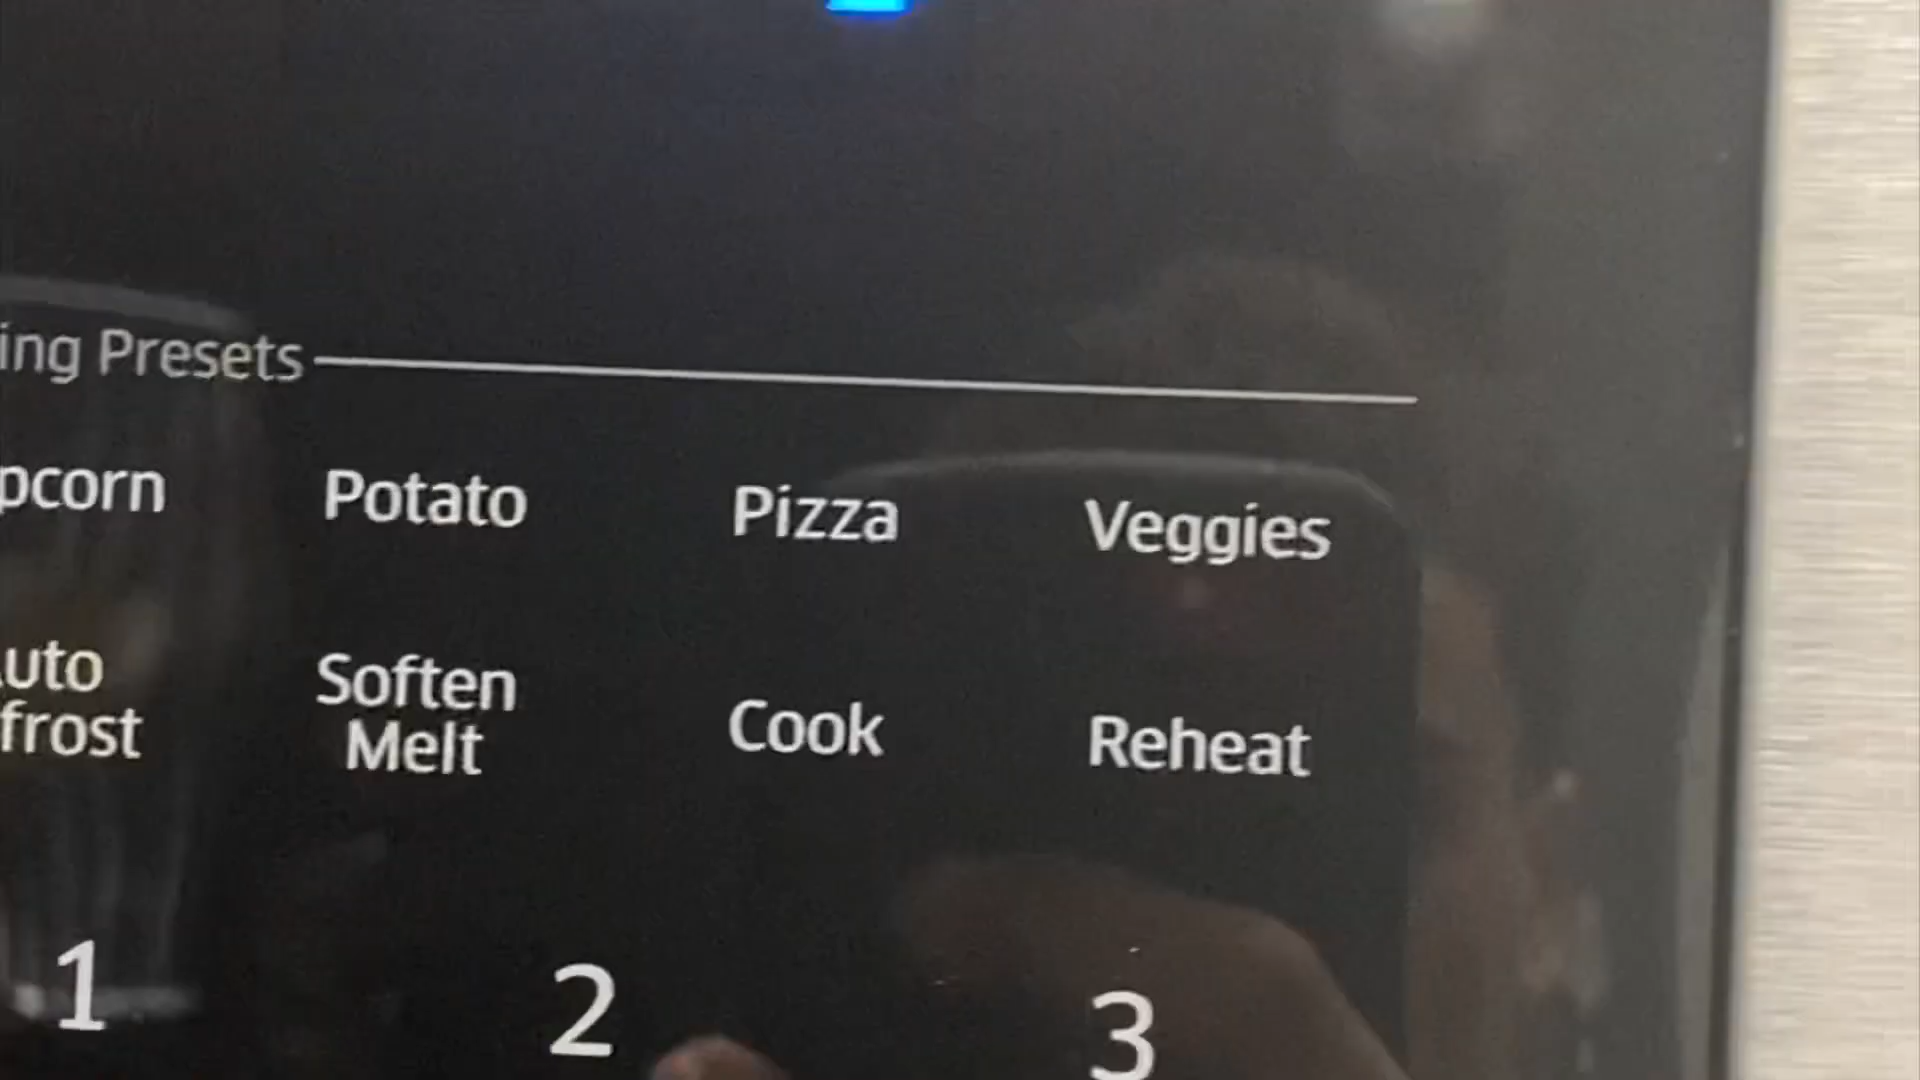 ing Presets
pcorn Potato Pizza Veggies
uto Soften Cook Reheat
frost Melt
1 2 3